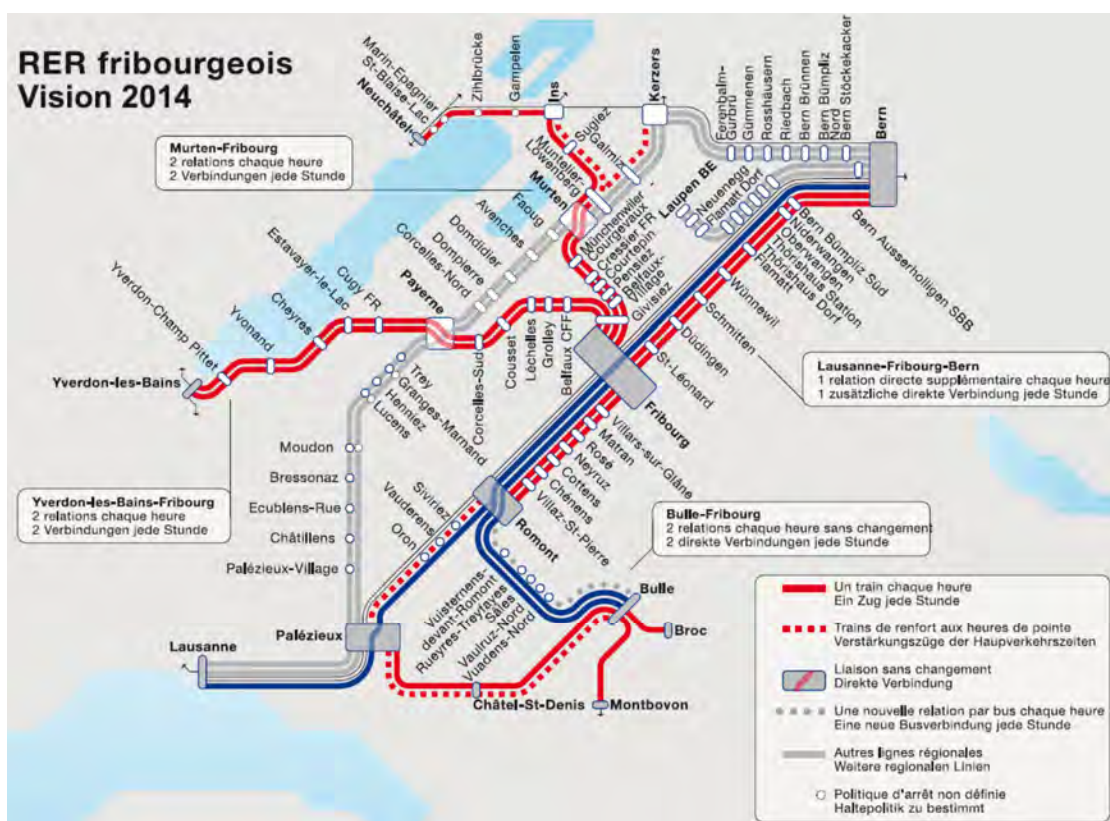 RER fribourgeois
Vision 2014
Marin-Epagnier
St-Blaise-Lac
Neuchâtel
Zihlbrücke
Gampelen
Ins
Sugiez
Galmiz
Kerzers
Muntelier-
Löwenberg
Murten
Ferenbalm-
Gurbrü
Gümmenen
Rosshäusern
Riedbach
Bern Brünnen
Bern Bümpliz
Nord
Bern Stöckekacker
Bern
Murten-Fribourg
2 relations chaque heure
2 Verbindungen jede Stunde
Laupen BE
Neuenegg
Flamatt Dorf
Faoug
Avenches
Domdidier
Dompierre
Corcelles-Nord
Payerne
Münchenwiler
Courgevaux
Cressier FR
Courtepin
Pensiez
Belfaux-
Village
Givisiez
Bern Ausserholligen SBB
Bern Bümpliz Süd
Niderwangen
Oberwangen
Thörishaus Station
Thörishaus Dorf
Flamatt
Wünnewil
Schmitten
Düdingen
St-Léonard
Fribourg
Yverdon-Champ Pittet
Yvonand
Cheyres
Estavayer-le-Lac
Cugy FR
Yverdon-les-Bains
Corcelles-Sud
Cousset
Léchelles
Grolley
Belfaux CFF
Lausanne-Fribourg-Bern
1 relation directe supplémentaire chaque heure
1 zusätzliche direkte Verbindung jede Stunde
Trey
Granges-Marnand
Henniez
Lucens
Moudon
Bressonaz
Ecublens-Rue
Châtillens
Palézieux-Village
Yverdon-les-Bains-Fribourg
2 relations chaque heure
2 Verbindungen jede Stunde
Villars-sur-Glâne
Matran
Rosé
Neyruz
Cottens
Chénens
Villaz-St-Pierre
Romont
Siviriez
Vauderens
Oron
Bulle-Fribourg
2 relations chaque heure sans changement
2 direkte Verbindungen jede Stunde
Vuisternens-
devant-Romont
Rueyres-Treyfayes
Sâles
Vaulruz-Nord
Vuadens-Nord
Bulle
Broc
Palézieux
Lausanne
Châtel-St-Denis
Montbovon
Un train chaque heure
Ein Zug jede Stunde
Trains de renfort aux heures de pointe
Verstärkungszüge der Haupverkehrszeiten
Liaison sans changement
Direkte Verbindung
Une nouvelle relation par bus chaque heure
Eine neue Busverbindung jede Stunde
Autres lignes régionales
Weitere regionalen Linien
Politique d'arrêt non définie
Haltepolitik zu bestimmt